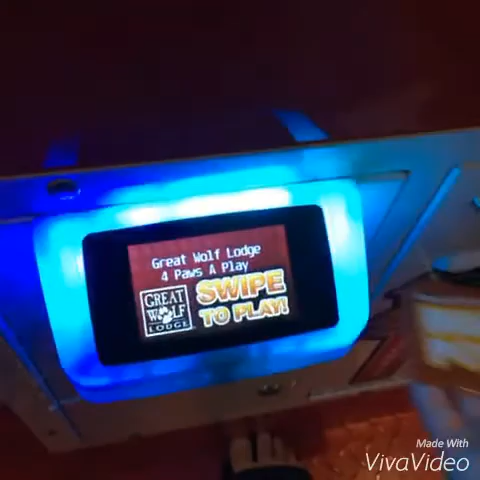 Great Wolf Lodge
4 Paws A Play
GREAT
WOLF
LODGE
SWIPE
TO PLAY!
Made With
VivaVideo